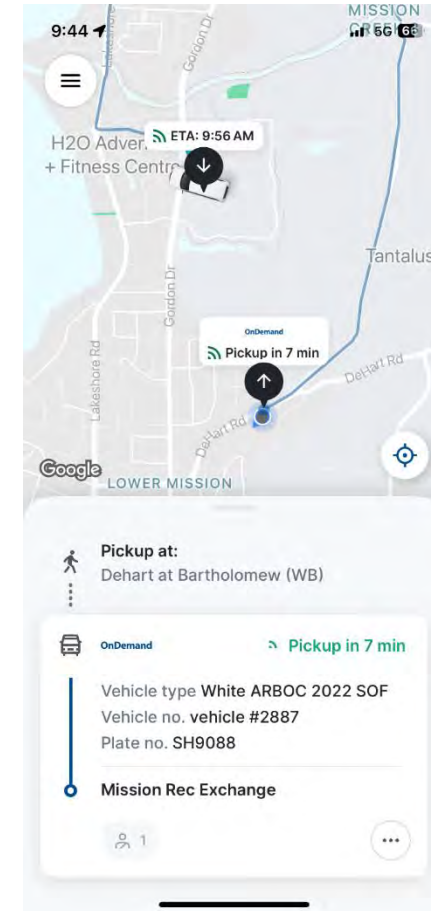 MISSION
CREEK
9:44
5G 66
Lakeshore
Gordon Dr
ETA: 9:56 AM
H2O Adven
+ Fitness Centre
Gordon Dr
Tantalus
OnDemand
Pickup in 7 min
Lakeshore Rd
DeHart Rd
DeHart Rd
Google
LOWER MISSION
Pickup at:
Dehart at Bartholomew (WB)
OnDemand
Pickup in 7 min
Vehicle type White ARBOC 2022 SOF
Vehicle no. vehicle #2887
Plate no. SH9088
Mission Rec Exchange
1